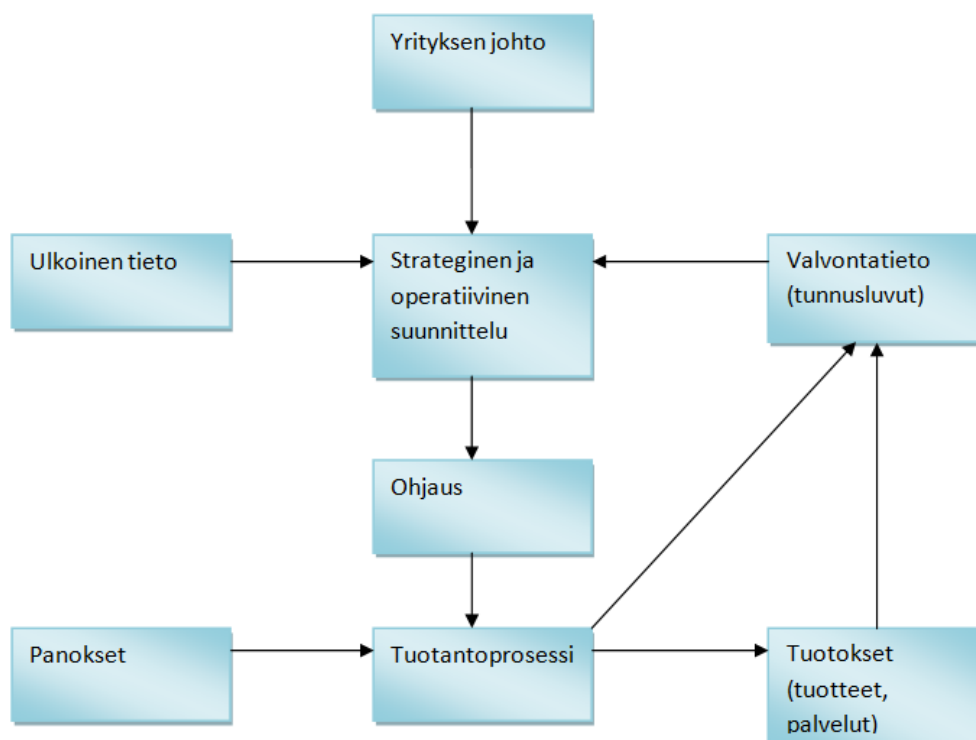 Yrityksen johto
Ulkoinen tieto
Strateginen ja
operatiivinen
suunnittelu
Valvontatieto
(tunnusluvut)
Ohjaus
Panokset
Tuotantoprosessi
Tuotokset
(tuotteet,
palvelut)